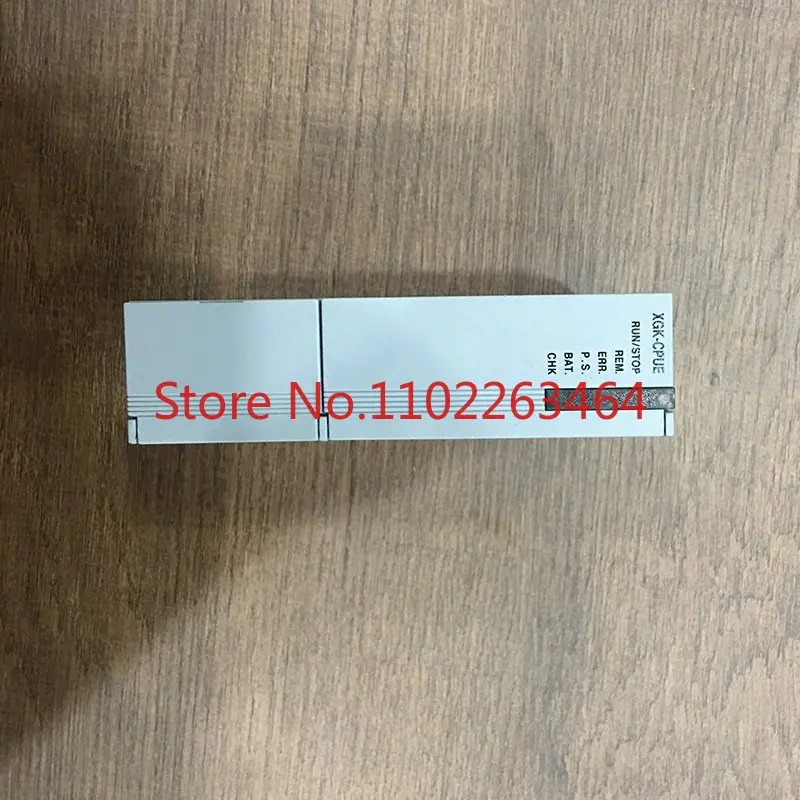 XGK-CPUE
RUN/STOP
REM.
ERR.
P.S.
BAT.
CHK
Store No.1102263464